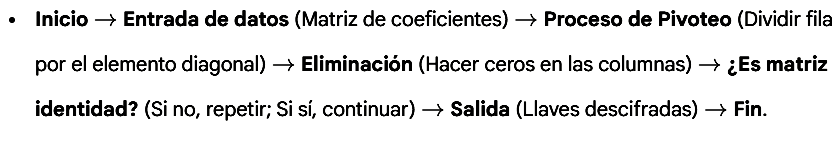 • Inicio → Entrada de datos (Matriz de coeficientes) → Proceso de Pivoteo (Dividir fila
por el elemento diagonal) → Eliminación (Hacer ceros en las columnas) → ¿Es matriz
identidad? (Si no, repetir; Si sí, continuar) → Salida (Llaves descifradas) → Fin.